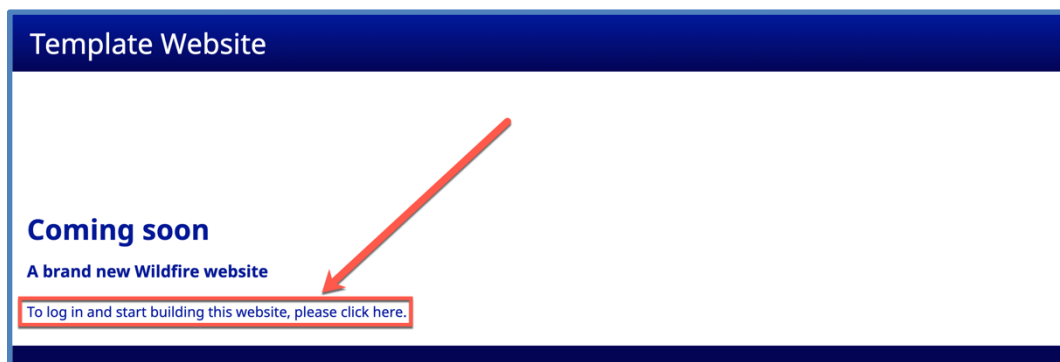 Template Website
Coming soon
A brand new Wildfire website
To log in and start building this website, please click here.